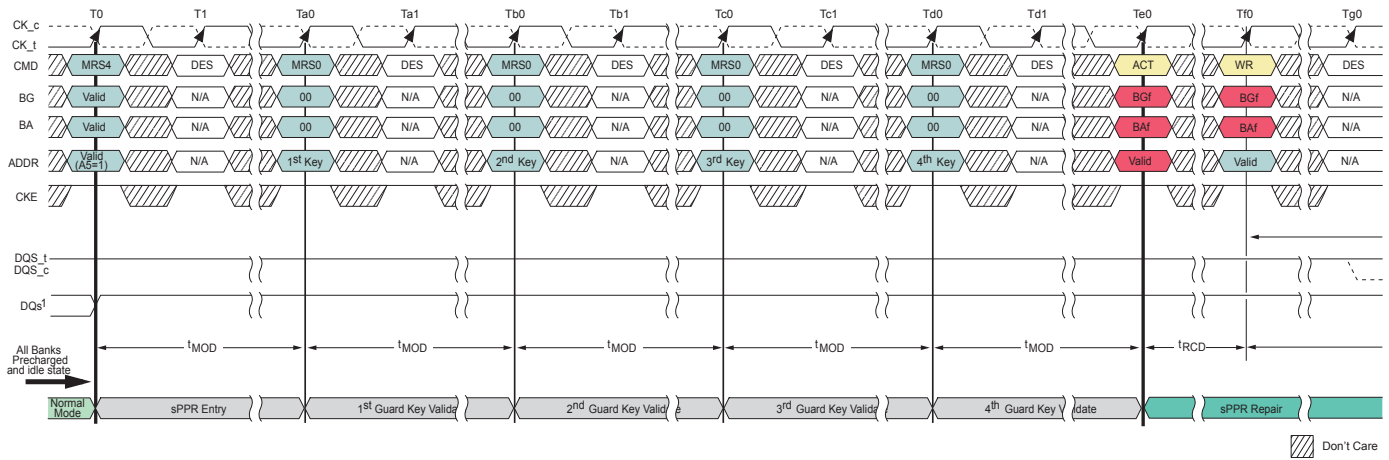 T0 T1 Ta0 Ta1 Tb0 Tb1 Tc0 Tc1 Td0 Td1 Te0 Tf0 Tg0
CK_c
CK_t
CMD MRS4 DES MRS0 DES MRS0 DES MRS0 DES MRS0 DES ACT WR DES
BG Valid N/A 00 N/A 00 N/A 00 N/A 00 N/A BGf BGf N/A
BA Valid N/A 00 N/A 00 N/A 00 N/A 00 N/A BAf BAf N/A
ADDR Valid (A5=1) N/A 1st Key N/A 2nd Key N/A 3rd Key N/A 4th Key N/A Valid Valid N/A
CKE
DQS_t
DQS_c
DQs1
All Banks
Precharged
and idle state
tMOD tMOD tMOD tMOD tMOD tRCD
Normal Mode sPPR Entry 1st Guard Key Valida 2nd Guard Key Valid e 3rd Guard Key Valida 4th Guard Key V idate sPPR Repair
Don't Care